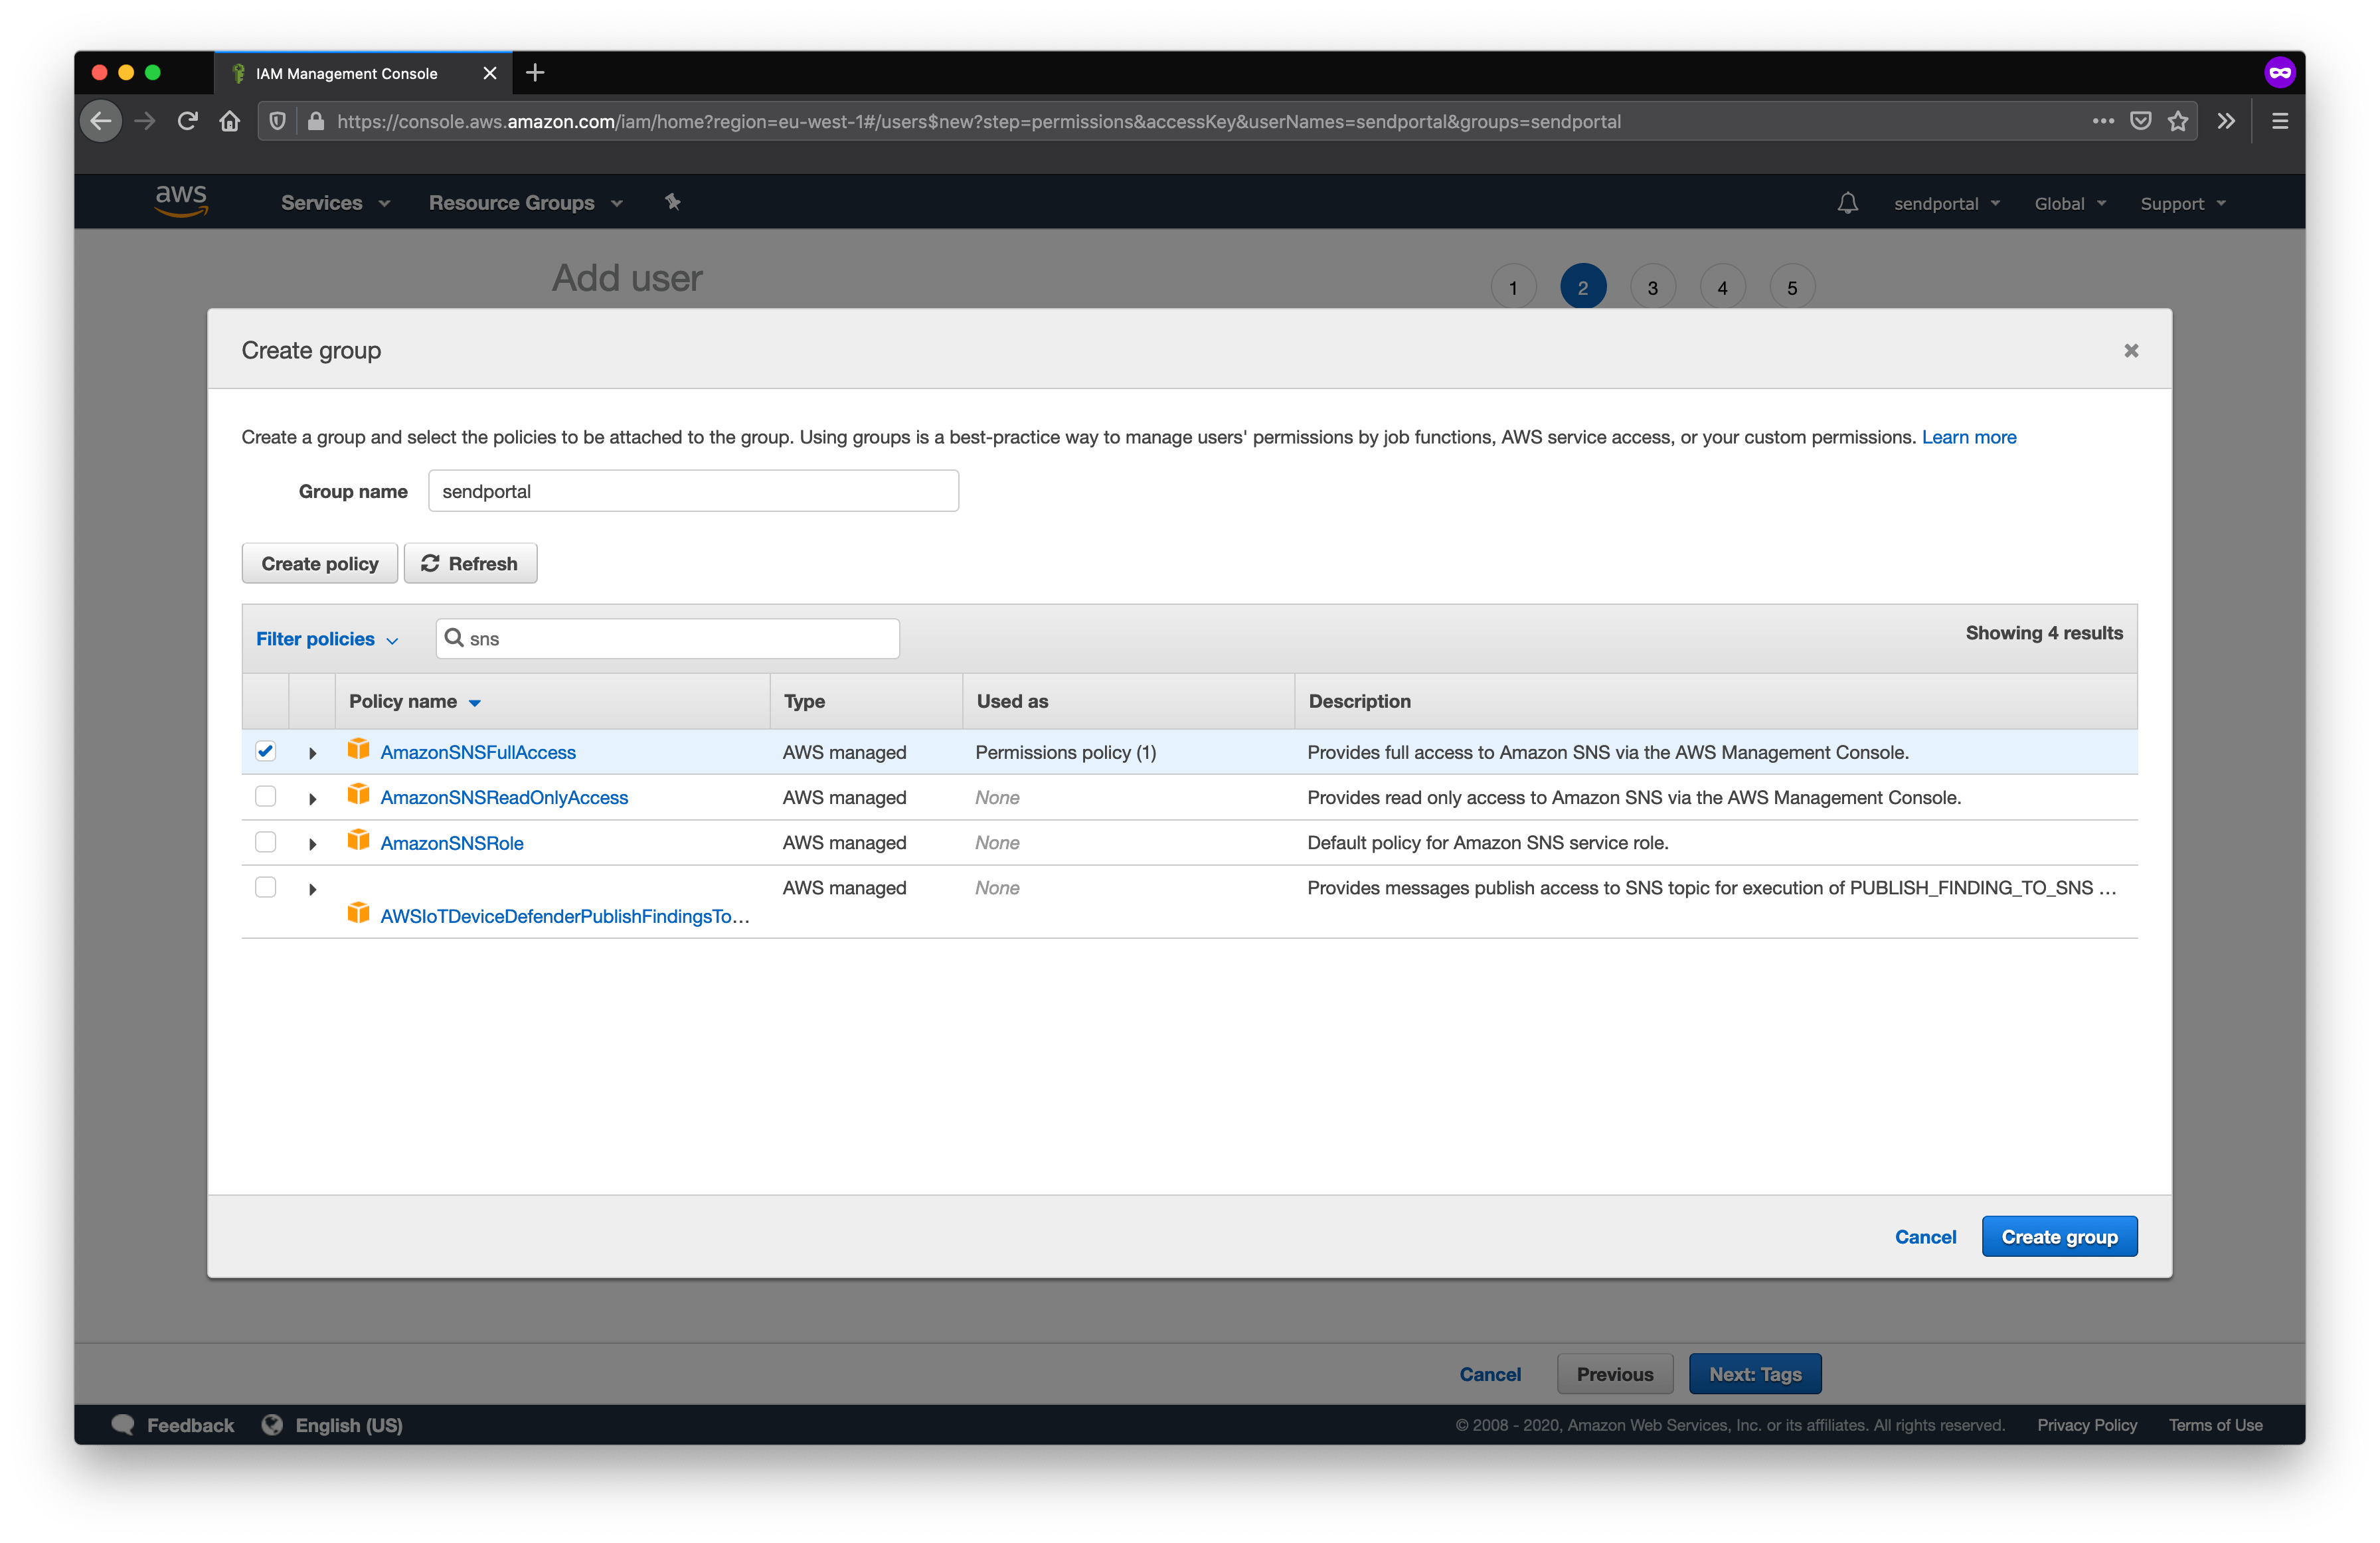 IAM Management Console
https://console.aws.amazon.com/iam/home?region=eu-west-1#/users$new?step=permissions&accessKey&userNames=sendportal&groups=sendportal
aws Services Resource Groups sendportal Global Support
Add user 1 2 3 4 5
Create group
Create a group and select the policies to be attached to the group. Using groups is a best-practice way to manage users' permissions by job functions, AWS service access, or your custom permissions. Learn more
Group name sendportal
Create policy Refresh
Filter policies sns Showing 4 results
Policy name Type Used as Description
AmazonSNSFullAccess AWS managed Permissions policy (1) Provides full access to Amazon SNS via the AWS Management Console.
AmazonSNSReadOnlyAccess AWS managed None Provides read only access to Amazon SNS via the AWS Management Console.
AmazonSNSRole AWS managed None Default policy for Amazon SNS service role.
AWS managed None Provides messages publish access to SNS topic for execution of PUBLISH_FINDING_TO_SNS ...
AWSIoTDeviceDefenderPublishFindingsTo...
Cancel Create group
Cancel Previous Next: Tags
Feedback English (US) © 2008 - 2020, Amazon Web Services, Inc. or its affiliates. All rights reserved. Privacy Policy Terms of Use